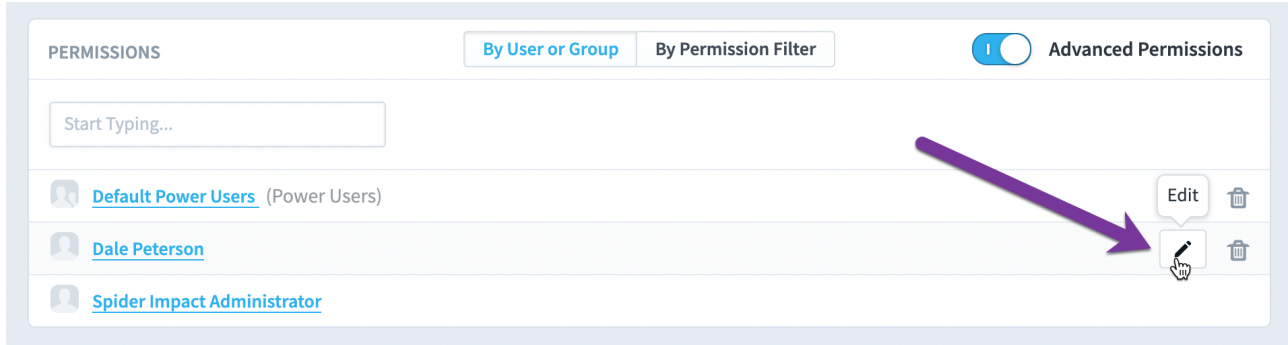 PERMISSIONS
By User or Group
By Permission Filter
Advanced Permissions
Start Typing...
Default Power Users (Power Users)
Edit
Dale Peterson
Spider Impact Administrator